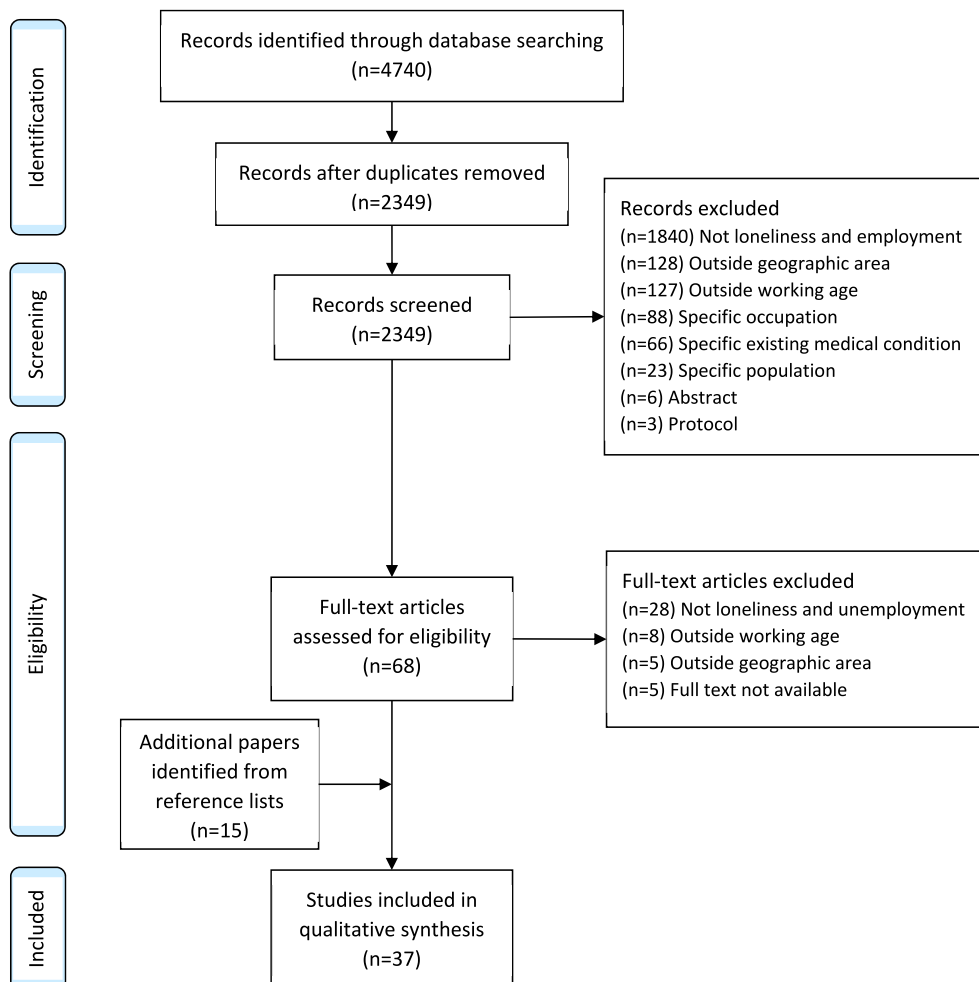 Identification
Records identified through database searching
(n=4740)
Records after duplicates removed
(n=2349)
Screening
Records screened
(n=2349)
Records excluded
(n=1840) Not loneliness and employment
(n=128) Outside geographic area
(n=127) Outside working age
(n=88) Specific occupation
(n=66) Specific existing medical condition
(n=23) Specific population
(n=6) Abstract
(n=3) Protocol
Eligibility
Full-text articles
assessed for eligibility
(n=68)
Full-text articles excluded
(n=28) Not loneliness and unemployment
(n=8) Outside working age
(n=5) Outside geographic area
(n=5) Full text not available
Additional papers
identified from
reference lists
(n=15)
Included
Studies included in
qualitative synthesis
(n=37)